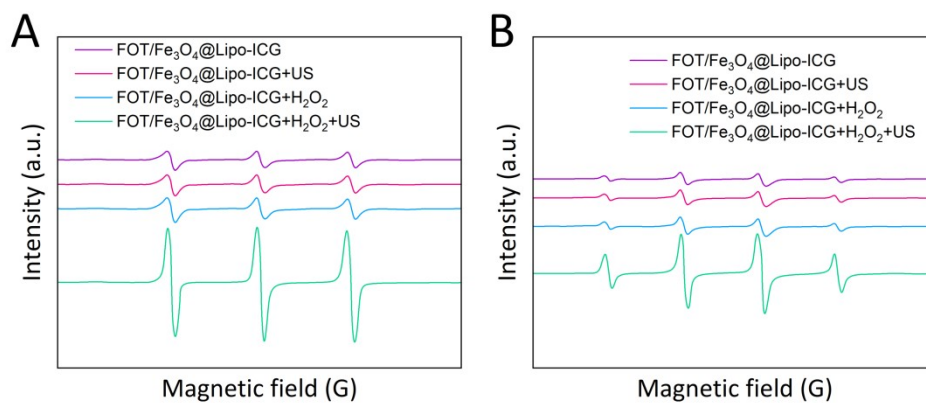 A
FOT/Fe₃O₄@Lipo-ICG
FOT/Fe₃O₄@Lipo-ICG+US
FOT/Fe₃O₄@Lipo-ICG+H₂O₂
FOT/Fe₃O₄@Lipo-ICG+H₂O₂+US
Intensity (a.u.)
Magnetic field (G)
B
FOT/Fe₃O₄@Lipo-ICG
FOT/Fe₃O₄@Lipo-ICG+US
FOT/Fe₃O₄@Lipo-ICG+H₂O₂
FOT/Fe₃O₄@Lipo-ICG+H₂O₂+US
Intensity (a.u.)
Magnetic field (G)